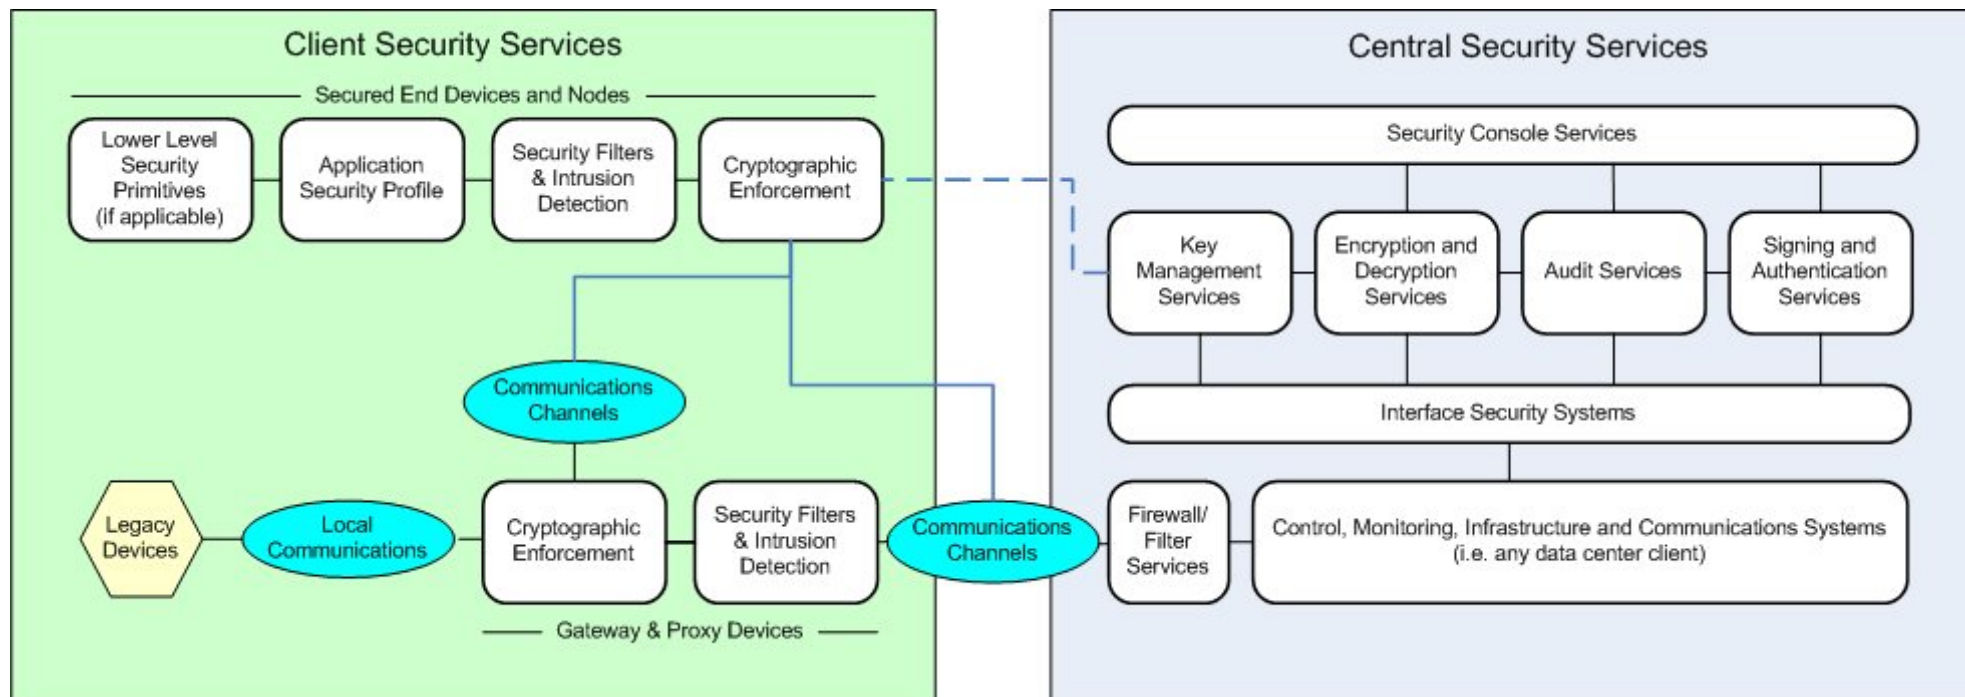 Client Security Services
Secured End Devices and Nodes
Lower Level
Security
Primitives
(if applicable)
Application
Security Profile
Security Filters
& Intrusion
Detection
Cryptographic
Enforcement
Communications
Channels
Legacy
Devices
Local
Communications
Cryptographic
Enforcement
Security Filters
& Intrusion
Detection
Gateway & Proxy Devices
Communications
Channels
Central Security Services
Security Console Services
Key
Management
Services
Encryption and
Decryption
Services
Audit Services
Signing and
Authentication
Services
Interface Security Systems
Firewall/
Filter
Services
Control, Monitoring, Infrastructure and Communications Systems
(i.e. any data center client)